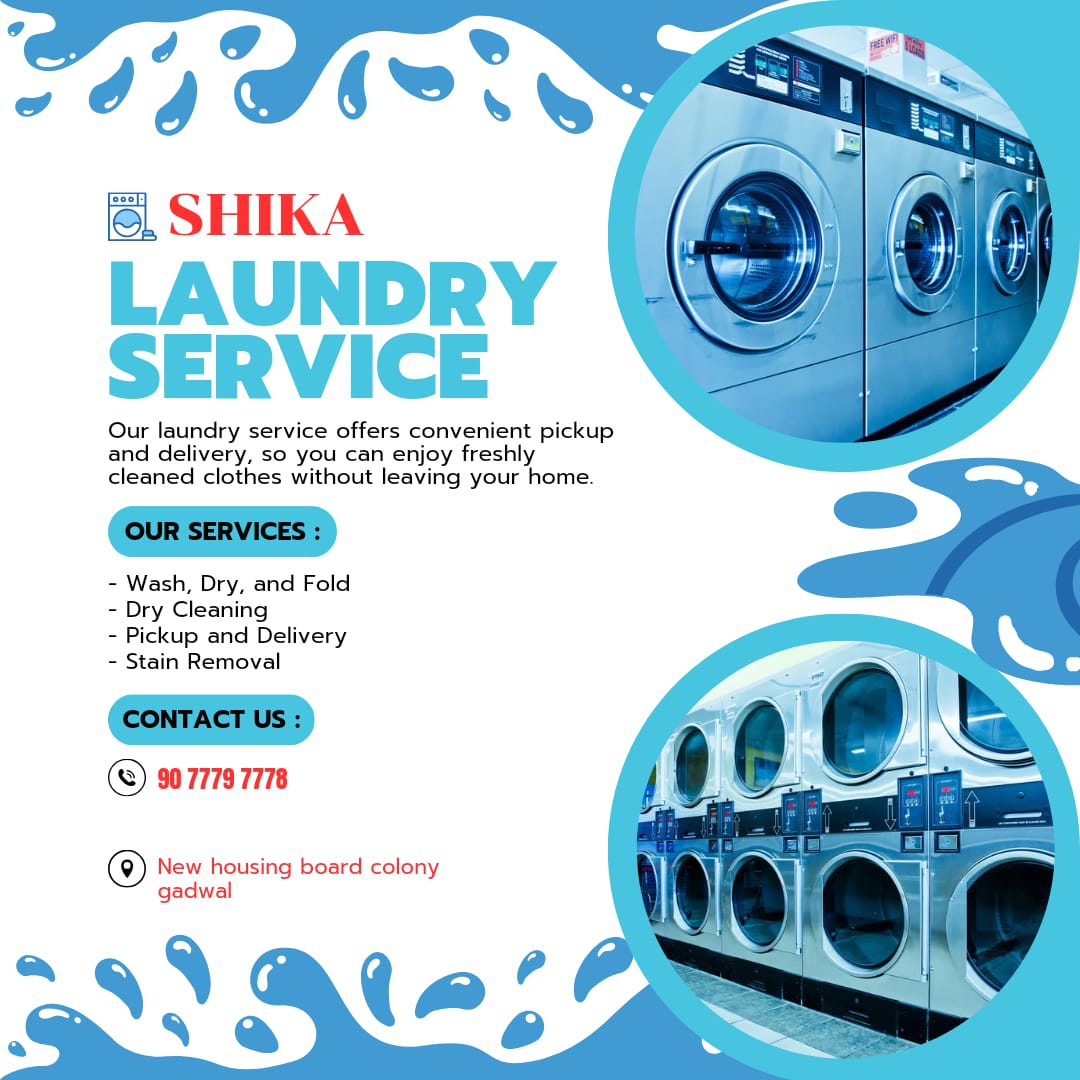 SHIKA
LAUNDRY
SERVICE
Our laundry service offers convenient pickup
and delivery, so you can enjoy freshly
cleaned clothes without leaving your home.
OUR SERVICES :
- Wash, Dry, and Fold
- Dry Cleaning
- Pickup and Delivery
- Stain Removal
CONTACT US :
90 7779 7778
New housing board colony
gadwal
FREE WIFI